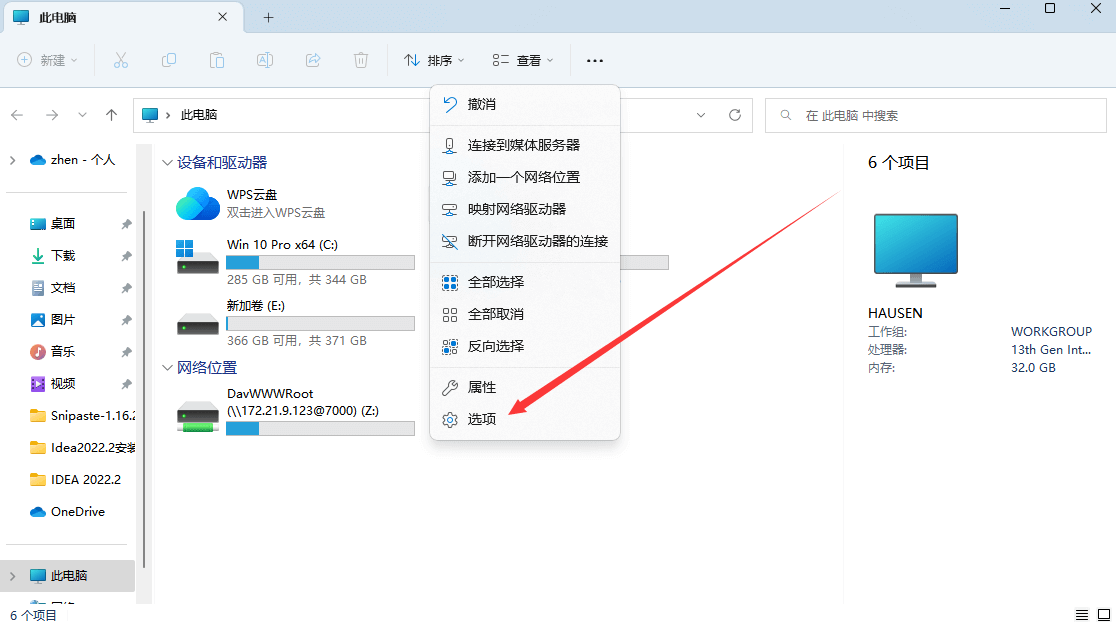 此电脑
新建
排序
查看
此电脑
在 此电脑 中搜索
撤消
连接到媒体服务器
添加一个网络位置
映射网络驱动器
断开网络驱动器的连接
全部选择
全部取消
反向选择
属性
选项
zhen - 个人
桌面
下载
文档
图片
音乐
视频
Snipaste-1.16.2
Idea2022.2安装
IDEA 2022.2
OneDrive
此电脑
设备和驱动器
WPS云盘
双击进入WPS云盘
Win 10 Pro x64 (C:)
285 GB 可用，共 344 GB
新加卷 (E:)
366 GB 可用，共 371 GB
网络位置
DavWWWRoot
(\\172.21.9.123@7000) (Z:)
6 个项目
HAUSEN
工作组: WORKGROUP
处理器: 13th Gen Int...
内存: 32.0 GB
6 个项目